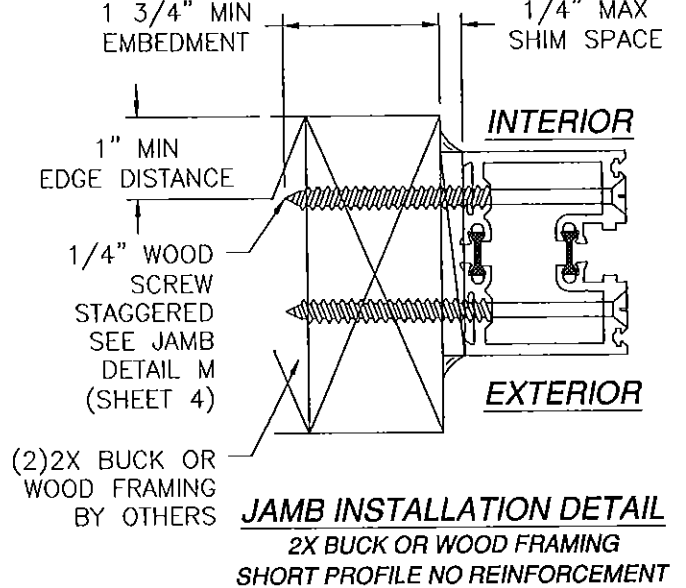 1 3/4" MIN
EMBEDMENT
1/4" MAX
SHIM SPACE
INTERIOR
1" MIN
EDGE DISTANCE
1/4" WOOD
SCREW
STAGGERED
SEE JAMB
DETAIL M
(SHEET 4)
EXTERIOR
(2)2X BUCK OR
WOOD FRAMING
BY OTHERS
JAMB INSTALLATION DETAIL
2X BUCK OR WOOD FRAMING
SHORT PROFILE NO REINFORCEMENT